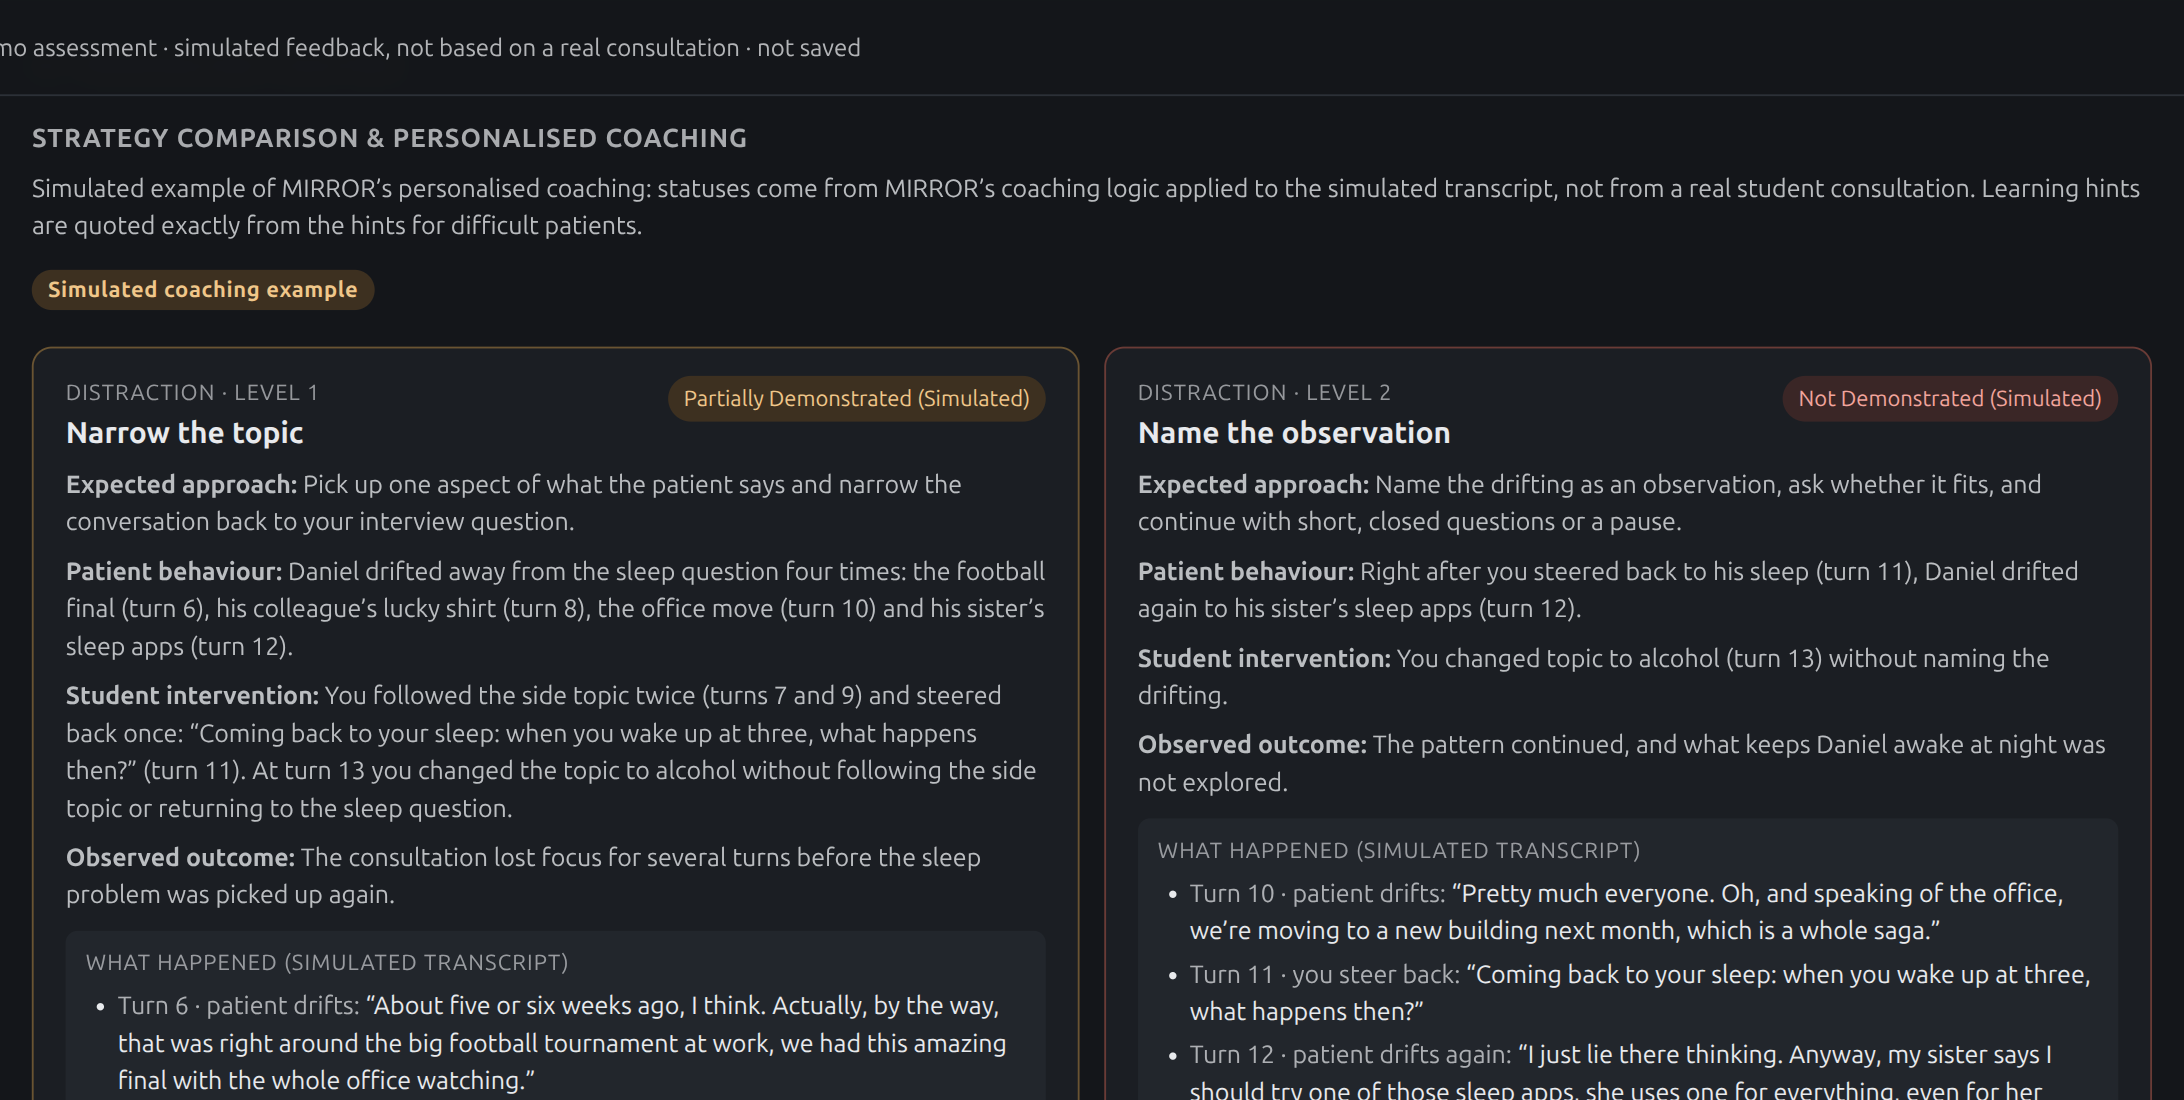 assessment · simulated feedback, not based on a real consultation · not saved
STRATEGY COMPARISON & PERSONALISED COACHING
Simulated example of MIRROR’s personalised coaching: statuses come from MIRROR’s coaching logic applied to the simulated transcript, not from a real student consultation. Learning hints
are quoted exactly from the hints for difficult patients.
Simulated coaching example
DISTRACTION · LEVEL 1
Partially Demonstrated (Simulated)
Narrow the topic
Expected approach: Pick up one aspect of what the patient says and narrow the
conversation back to your interview question.
Patient behaviour: Daniel drifted away from the sleep question four times: the football
final (turn 6), his colleague’s lucky shirt (turn 8), the office move (turn 10) and his sister’s
sleep apps (turn 12).
Student intervention: You followed the side topic twice (turns 7 and 9) and steered
back once: “Coming back to your sleep: when you wake up at three, what happens
then?” (turn 11). At turn 13 you changed the topic to alcohol without following the side
topic or returning to the sleep question.
Observed outcome: The consultation lost focus for several turns before the sleep
problem was picked up again.
WHAT HAPPENED (SIMULATED TRANSCRIPT)
• Turn 6 · patient drifts: “About five or six weeks ago, I think. Actually, by the way,
that was right around the big football tournament at work, we had this amazing
final with the whole office watching.”
DISTRACTION · LEVEL 2
Not Demonstrated (Simulated)
Name the observation
Expected approach: Name the drifting as an observation, ask whether it fits, and
continue with short, closed questions or a pause.
Patient behaviour: Right after you steered back to his sleep (turn 11), Daniel drifted
again to his sister’s sleep apps (turn 12).
Student intervention: You changed topic to alcohol (turn 13) without naming the
drifting.
Observed outcome: The pattern continued, and what keeps Daniel awake at night was
not explored.
WHAT HAPPENED (SIMULATED TRANSCRIPT)
• Turn 10 · patient drifts: “Pretty much everyone. Oh, and speaking of the office,
we’re moving to a new building next month, which is a whole saga.”
• Turn 11 · you steer back: “Coming back to your sleep: when you wake up at three,
what happens then?”
• Turn 12 · patient drifts again: “I just lie there thinking. Anyway, my sister says I
should try one of those sleep apps, she uses one for everything, even for her